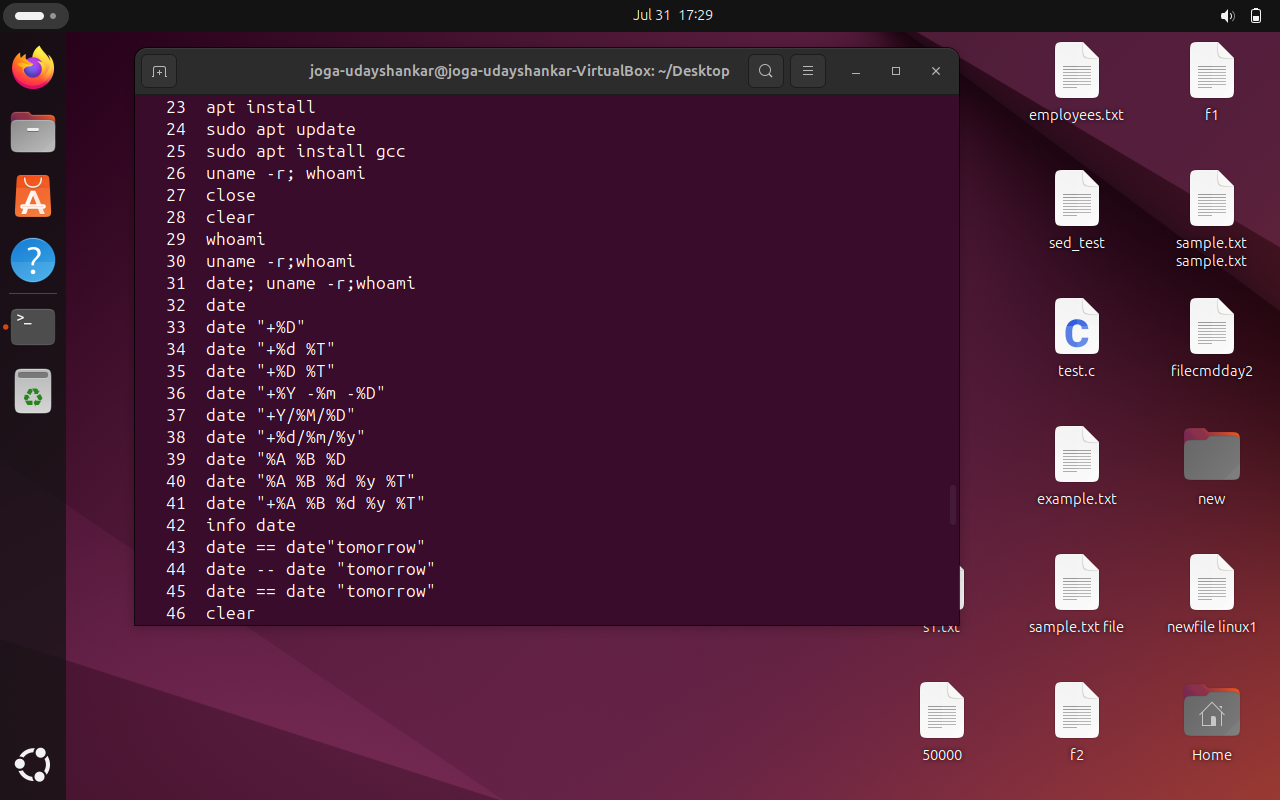 Jul 31 17:29
joga-udayshankar@joga-udayshankar-VirtualBox: ~/Desktop
23 apt install
24 sudo apt update
25 sudo apt install gcc
26 uname -r; whoami
27 close
28 clear
29 whoami
30 uname -r;whoami
31 date; uname -r;whoami
32 date
33 date "+%D"
34 date "+%d %T"
35 date "+%D %T"
36 date "+%Y -%m -%D"
37 date "+Y/%M/%D"
38 date "+%d/%m/%y"
39 date "%A %B %D
40 date "%A %B %d %y %T"
41 date "+%A %B %d %y %T"
42 info date
43 date == date"tomorrow"
44 date -- date "tomorrow"
45 date == date "tomorrow"
46 clear
employees.txt
f1
sed_test
sample.txt
sample.txt
test.c
filecmdday2
example.txt
new
s1.txt
sample.txt file
newfile linux1
50000
f2
Home
>_
?
A
C